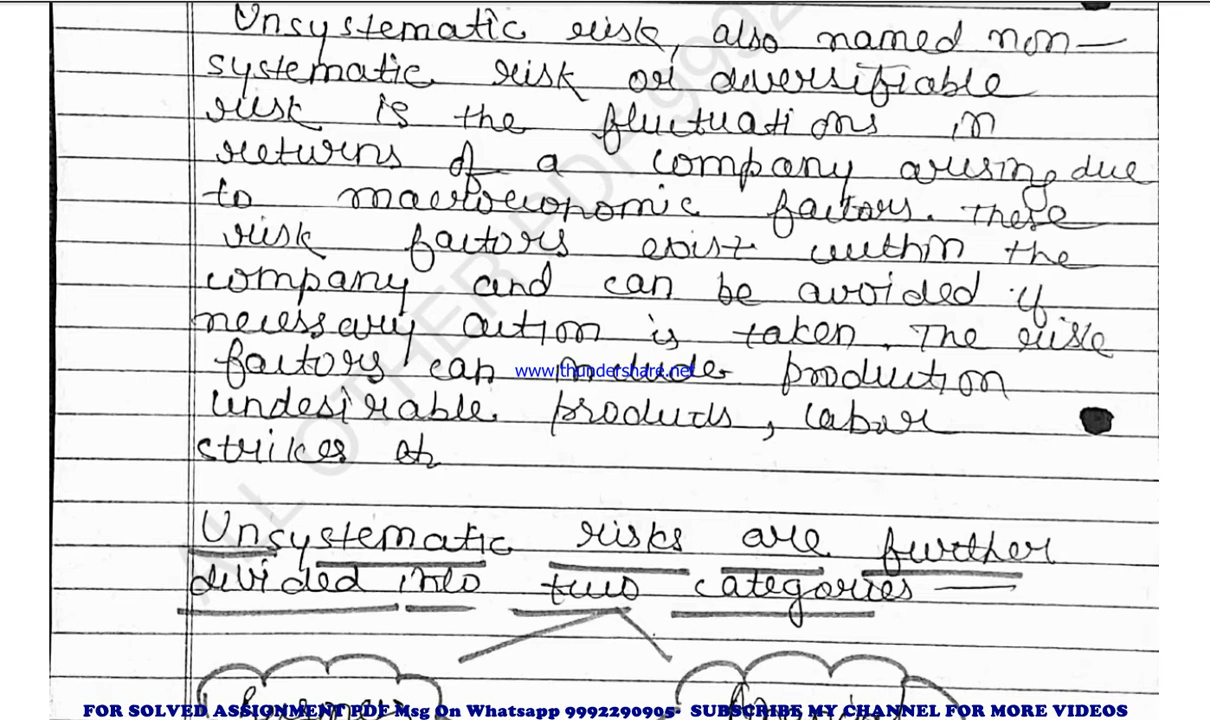 Unsystematic risk, also named non-
systematic risk or diversifiable
risk is the fluctuations in
returns of a company arising due
to macroeconomic factors. These
risk factors exist within the
company and can be avoided if
necessary action is taken. The risk
factors can include production
www.thundershare.net
undesirable products, labour
strikes etc
Unsystematic risks are further
divided into two categories —
FOR SOLVED ASSIGNMENT PDF Msg On Whatsapp 9992290905- SUBSCRIBE MY CHANNEL FOR MORE VIDEOS